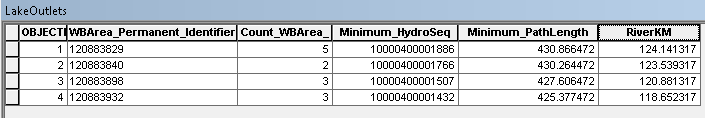 LakeOutlets
OBJECTI WBArea_Permanent_Identifier Count_WBArea_ Minimum_HydroSeq Minimum_PathLength RiverKM
1 120883829 5 10000400001886 430.866472 124.141317
2 120883840 2 10000400001766 430.264472 123.539317
3 120883898 3 10000400001507 427.606472 120.881317
4 120883932 3 10000400001432 425.377472 118.652317